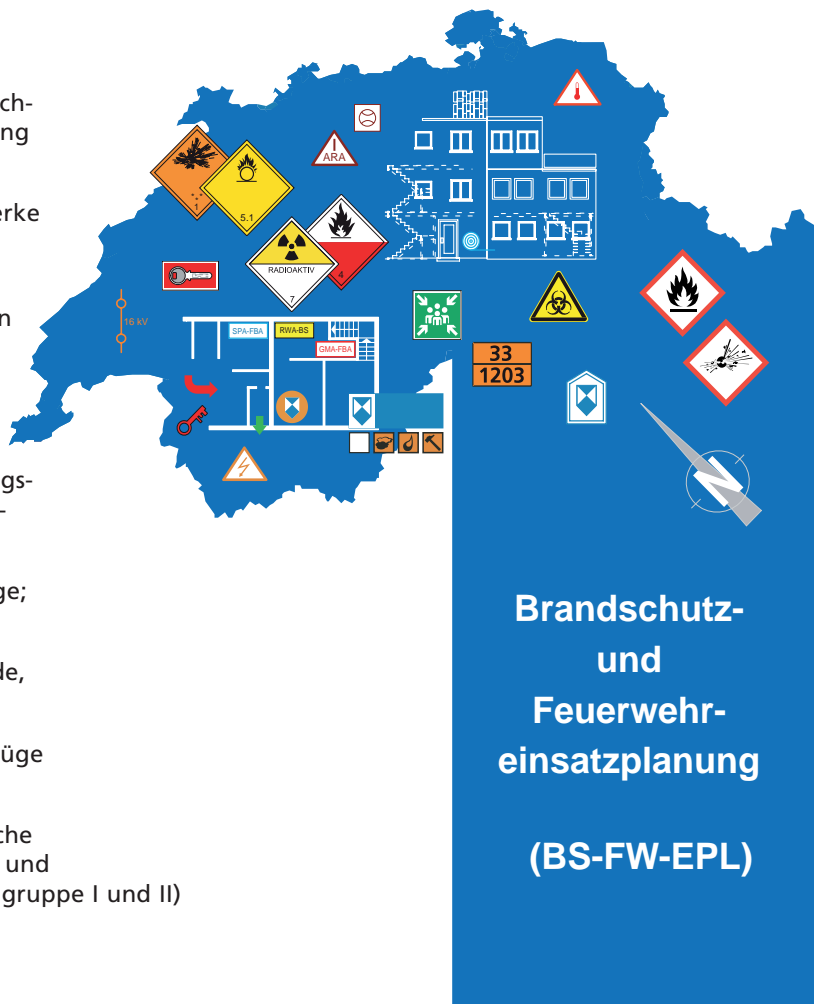 ch-
ng
erke
n
gs-
-
ge;
de,
üge
che
und
gruppe I und II)
I
ARA
1
5.1
RADIOAKTIV
7
4
16 kV
SPA-FBA
RWA-BS
GMA-FBA
33
1203
N
Brandschutz-
und
Feuerwehr-
einsatzplanung
(BS-FW-EPL)